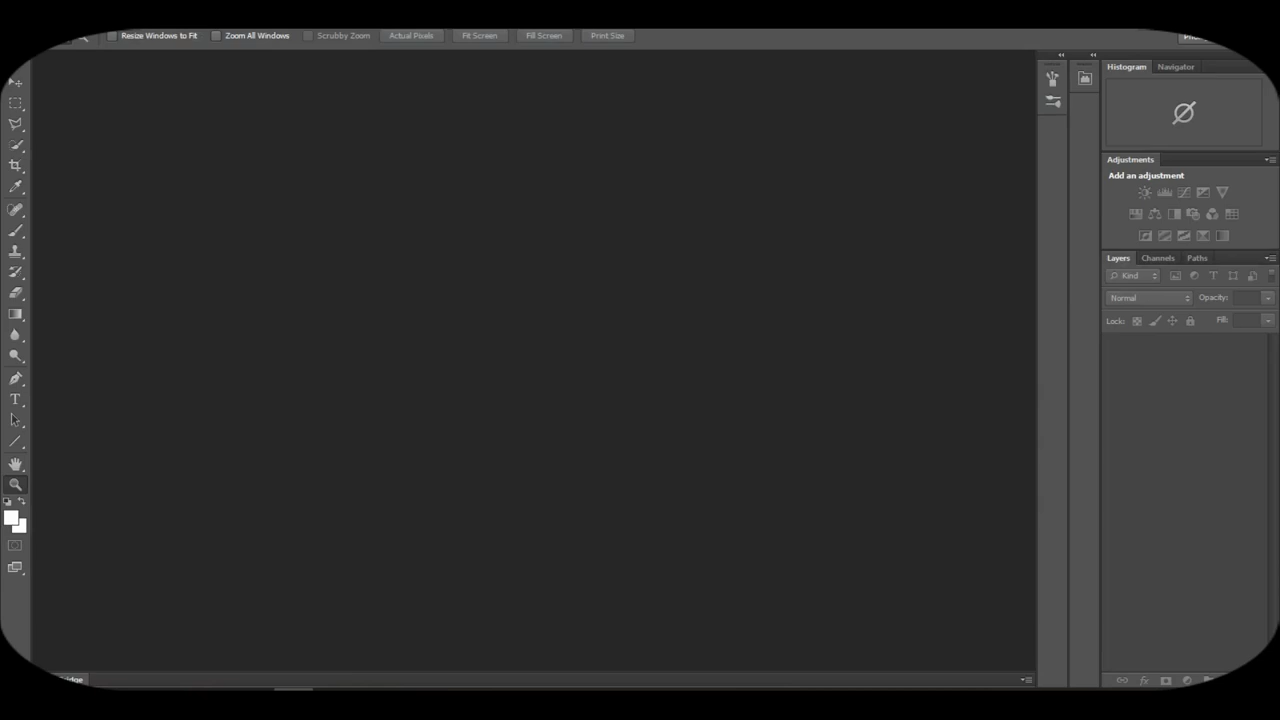 Resize Windows to Fit Zoom All Windows Scrubby Zoom Actual Pixels Fit Screen Fill Screen Print Size
Histogram Navigator
Adjustments
Add an adjustment
Layers Channels Paths
Kind
Normal Opacity:
Lock: Fill: